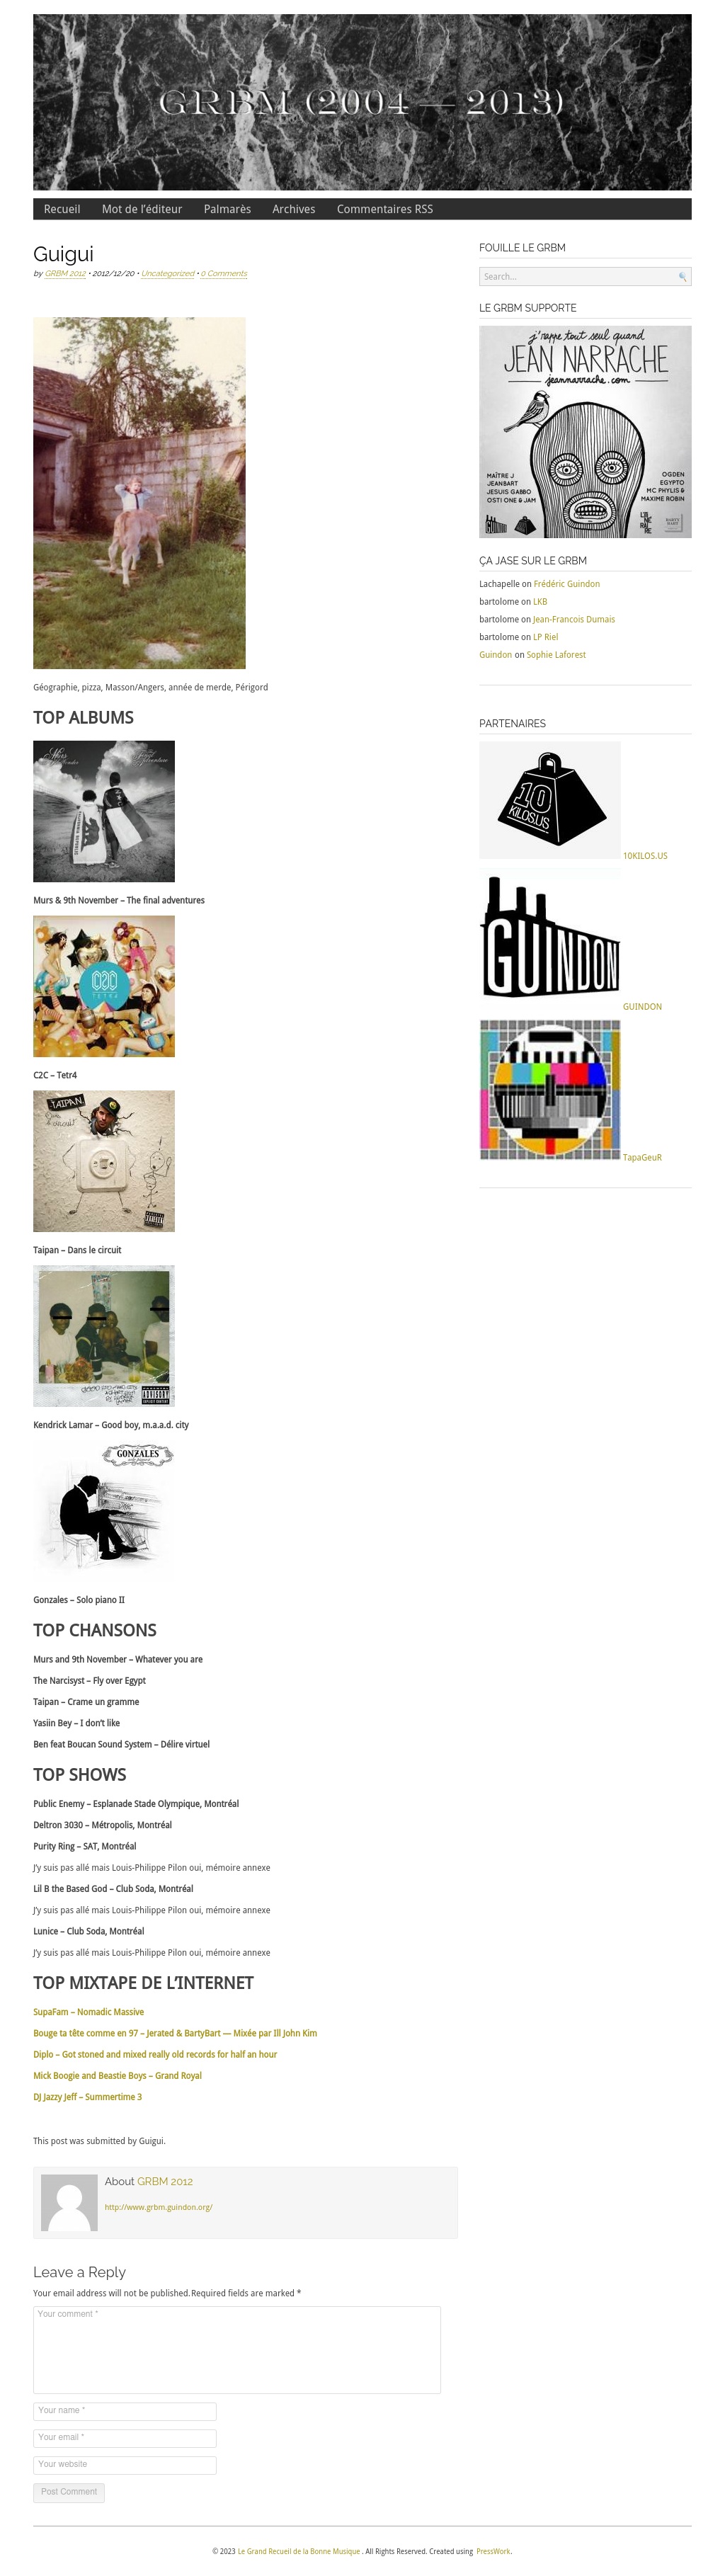 GRBM (2004 — 2013)
Recueil Mot de l'éditeur Palmarès Archives Commentaires RSS
Guigui
by GRBM 2012 • 2012/12/20 • Uncategorized • 0 Comments
Géographie, pizza, Masson/Angers, année de merde, Périgord
TOP ALBUMS
Murs & 9th November – The final adventures
C2C
TETR4
C2C – Tetr4
TAIPAN
Taipan – Dans le circuit
ADVISORY
Kendrick Lamar – Good boy, m.a.a.d. city
GONZALES
Gonzales – Solo piano II
TOP CHANSONS
Murs and 9th November – Whatever you are
The Narcisyst – Fly over Egypt
Taipan – Crame un gramme
Yasiin Bey – I don't like
Ben feat Boucan Sound System – Délire virtuel
TOP SHOWS
Public Enemy – Esplanade Stade Olympique, Montréal
Deltron 3030 – Métropolis, Montréal
Purity Ring – SAT, Montréal
J'y suis pas allé mais Louis-Philippe Pilon oui, mémoire annexe
Lil B the Based God – Club Soda, Montréal
J'y suis pas allé mais Louis-Philippe Pilon oui, mémoire annexe
Lunice – Club Soda, Montréal
J'y suis pas allé mais Louis-Philippe Pilon oui, mémoire annexe
TOP MIXTAPE DE L'INTERNET
SupaFam – Nomadic Massive
Bouge ta tête comme en 97 – Jerated & BartyBart — Mixée par Ill John Kim
Diplo – Got stoned and mixed really old records for half an hour
Mick Boogie and Beastie Boys – Grand Royal
DJ Jazzy Jeff – Summertime 3
This post was submitted by Guigui.
About GRBM 2012
http://www.grbm.guindon.org/
Leave a Reply
Your email address will not be published.Required fields are marked *
Your comment *
Your name *
Your email *
Your website
Post Comment
FOUILLE LE GRBM
Search...
LE GRBM SUPPORTE
j'rappe tout seul quand
JEAN NARRACHE
jeannarrache.com
MAÎTRE J
JEANBART
JESUIS GABBO
OSTI ONE & JAM
OGDEN
EGYPTO
MC PHYLIS &
MAXIME ROBIN
ÇA JASE SUR LE GRBM
Lachapelle on Frédéric Guindon
bartolome on LKB
bartolome on Jean-Francois Dumais
bartolome on LP Riel
Guindon on Sophie Laforest
PARTENAIRES
10
KILOS.US
10KILOS.US
GUINDON
GUINDON
TapaGeuR
© 2023 Le Grand Recueil de la Bonne Musique . All Rights Reserved. Created using PressWork.